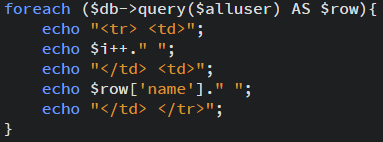 foreach ($db->query($alluser) AS $row){
echo "<tr> <td>";
echo $i++." ";
echo "</td> <td>";
echo $row['name']." ";
echo "</td> </tr>";
}